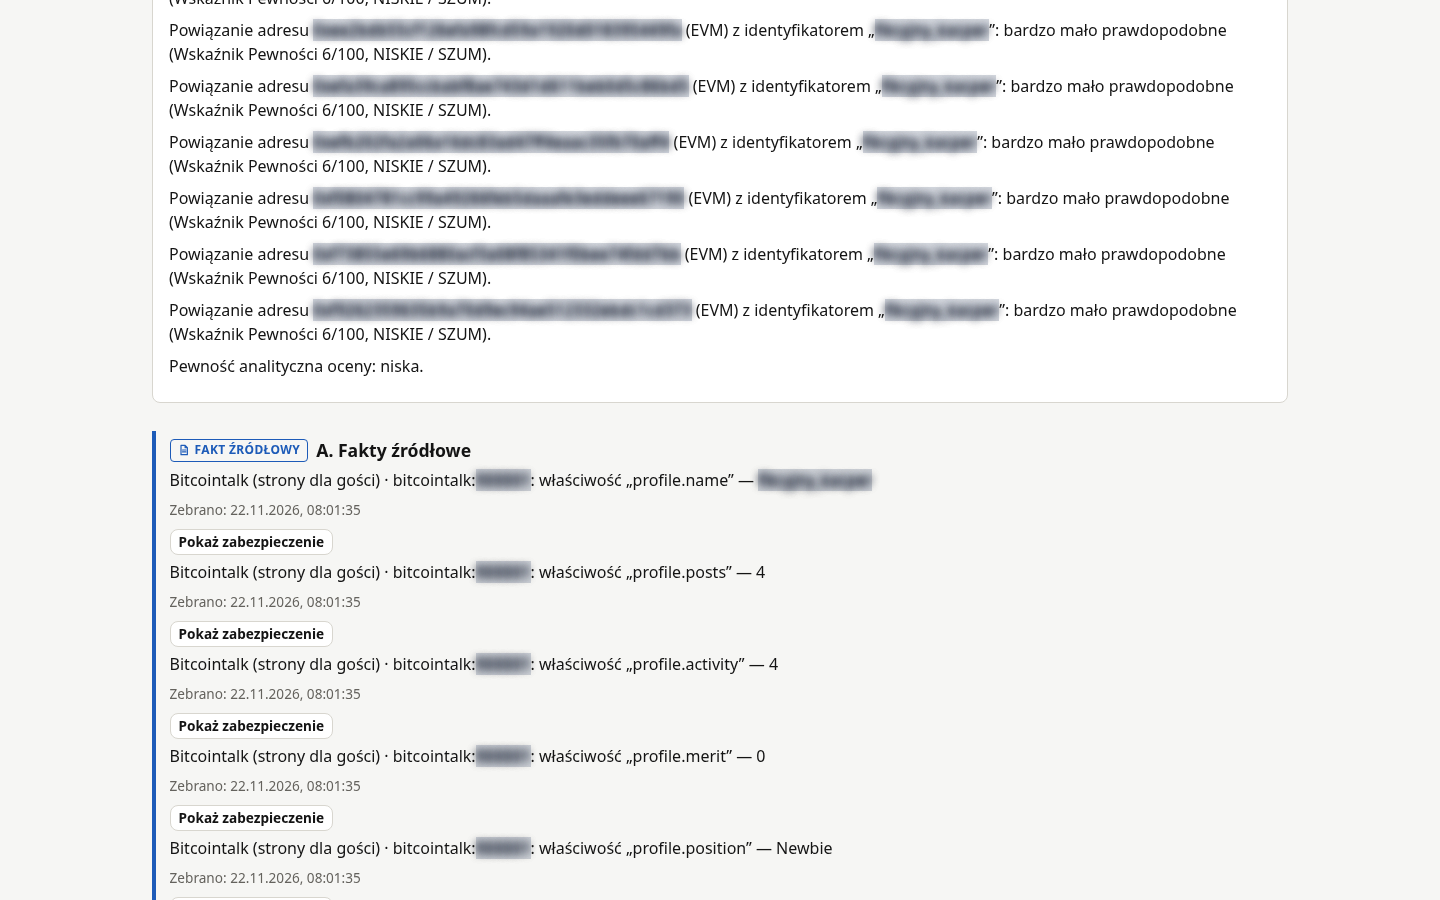 (Wskaźnik Pewności 6/100, NISKIE / SZUM).
Powiązanie adresu (EVM) z identyfikatorem „”: bardzo mało prawdopodobne
(Wskaźnik Pewności 6/100, NISKIE / SZUM).
Powiązanie adresu (EVM) z identyfikatorem „”: bardzo mało prawdopodobne
(Wskaźnik Pewności 6/100, NISKIE / SZUM).
Powiązanie adresu (EVM) z identyfikatorem „”: bardzo mało prawdopodobne
(Wskaźnik Pewności 6/100, NISKIE / SZUM).
Powiązanie adresu (EVM) z identyfikatorem „”: bardzo mało prawdopodobne
(Wskaźnik Pewności 6/100, NISKIE / SZUM).
Powiązanie adresu (EVM) z identyfikatorem „”: bardzo mało prawdopodobne
(Wskaźnik Pewności 6/100, NISKIE / SZUM).
Powiązanie adresu (EVM) z identyfikatorem „”: bardzo mało prawdopodobne
(Wskaźnik Pewności 6/100, NISKIE / SZUM).
Pewność analityczna oceny: niska.
FAKT ŹRÓDŁOWY A. Fakty źródłowe
Bitcointalk (strony dla gości) · bitcointalk: : właściwość „profile.name” —
Zebrano: 22.11.2026, 08:01:35
Pokaż zabezpieczenie
Bitcointalk (strony dla gości) · bitcointalk: : właściwość „profile.posts” — 4
Zebrano: 22.11.2026, 08:01:35
Pokaż zabezpieczenie
Bitcointalk (strony dla gości) · bitcointalk: : właściwość „profile.activity” — 4
Zebrano: 22.11.2026, 08:01:35
Pokaż zabezpieczenie
Bitcointalk (strony dla gości) · bitcointalk: : właściwość „profile.merit” — 0
Zebrano: 22.11.2026, 08:01:35
Pokaż zabezpieczenie
Bitcointalk (strony dla gości) · bitcointalk: : właściwość „profile.position” — Newbie
Zebrano: 22.11.2026, 08:01:35